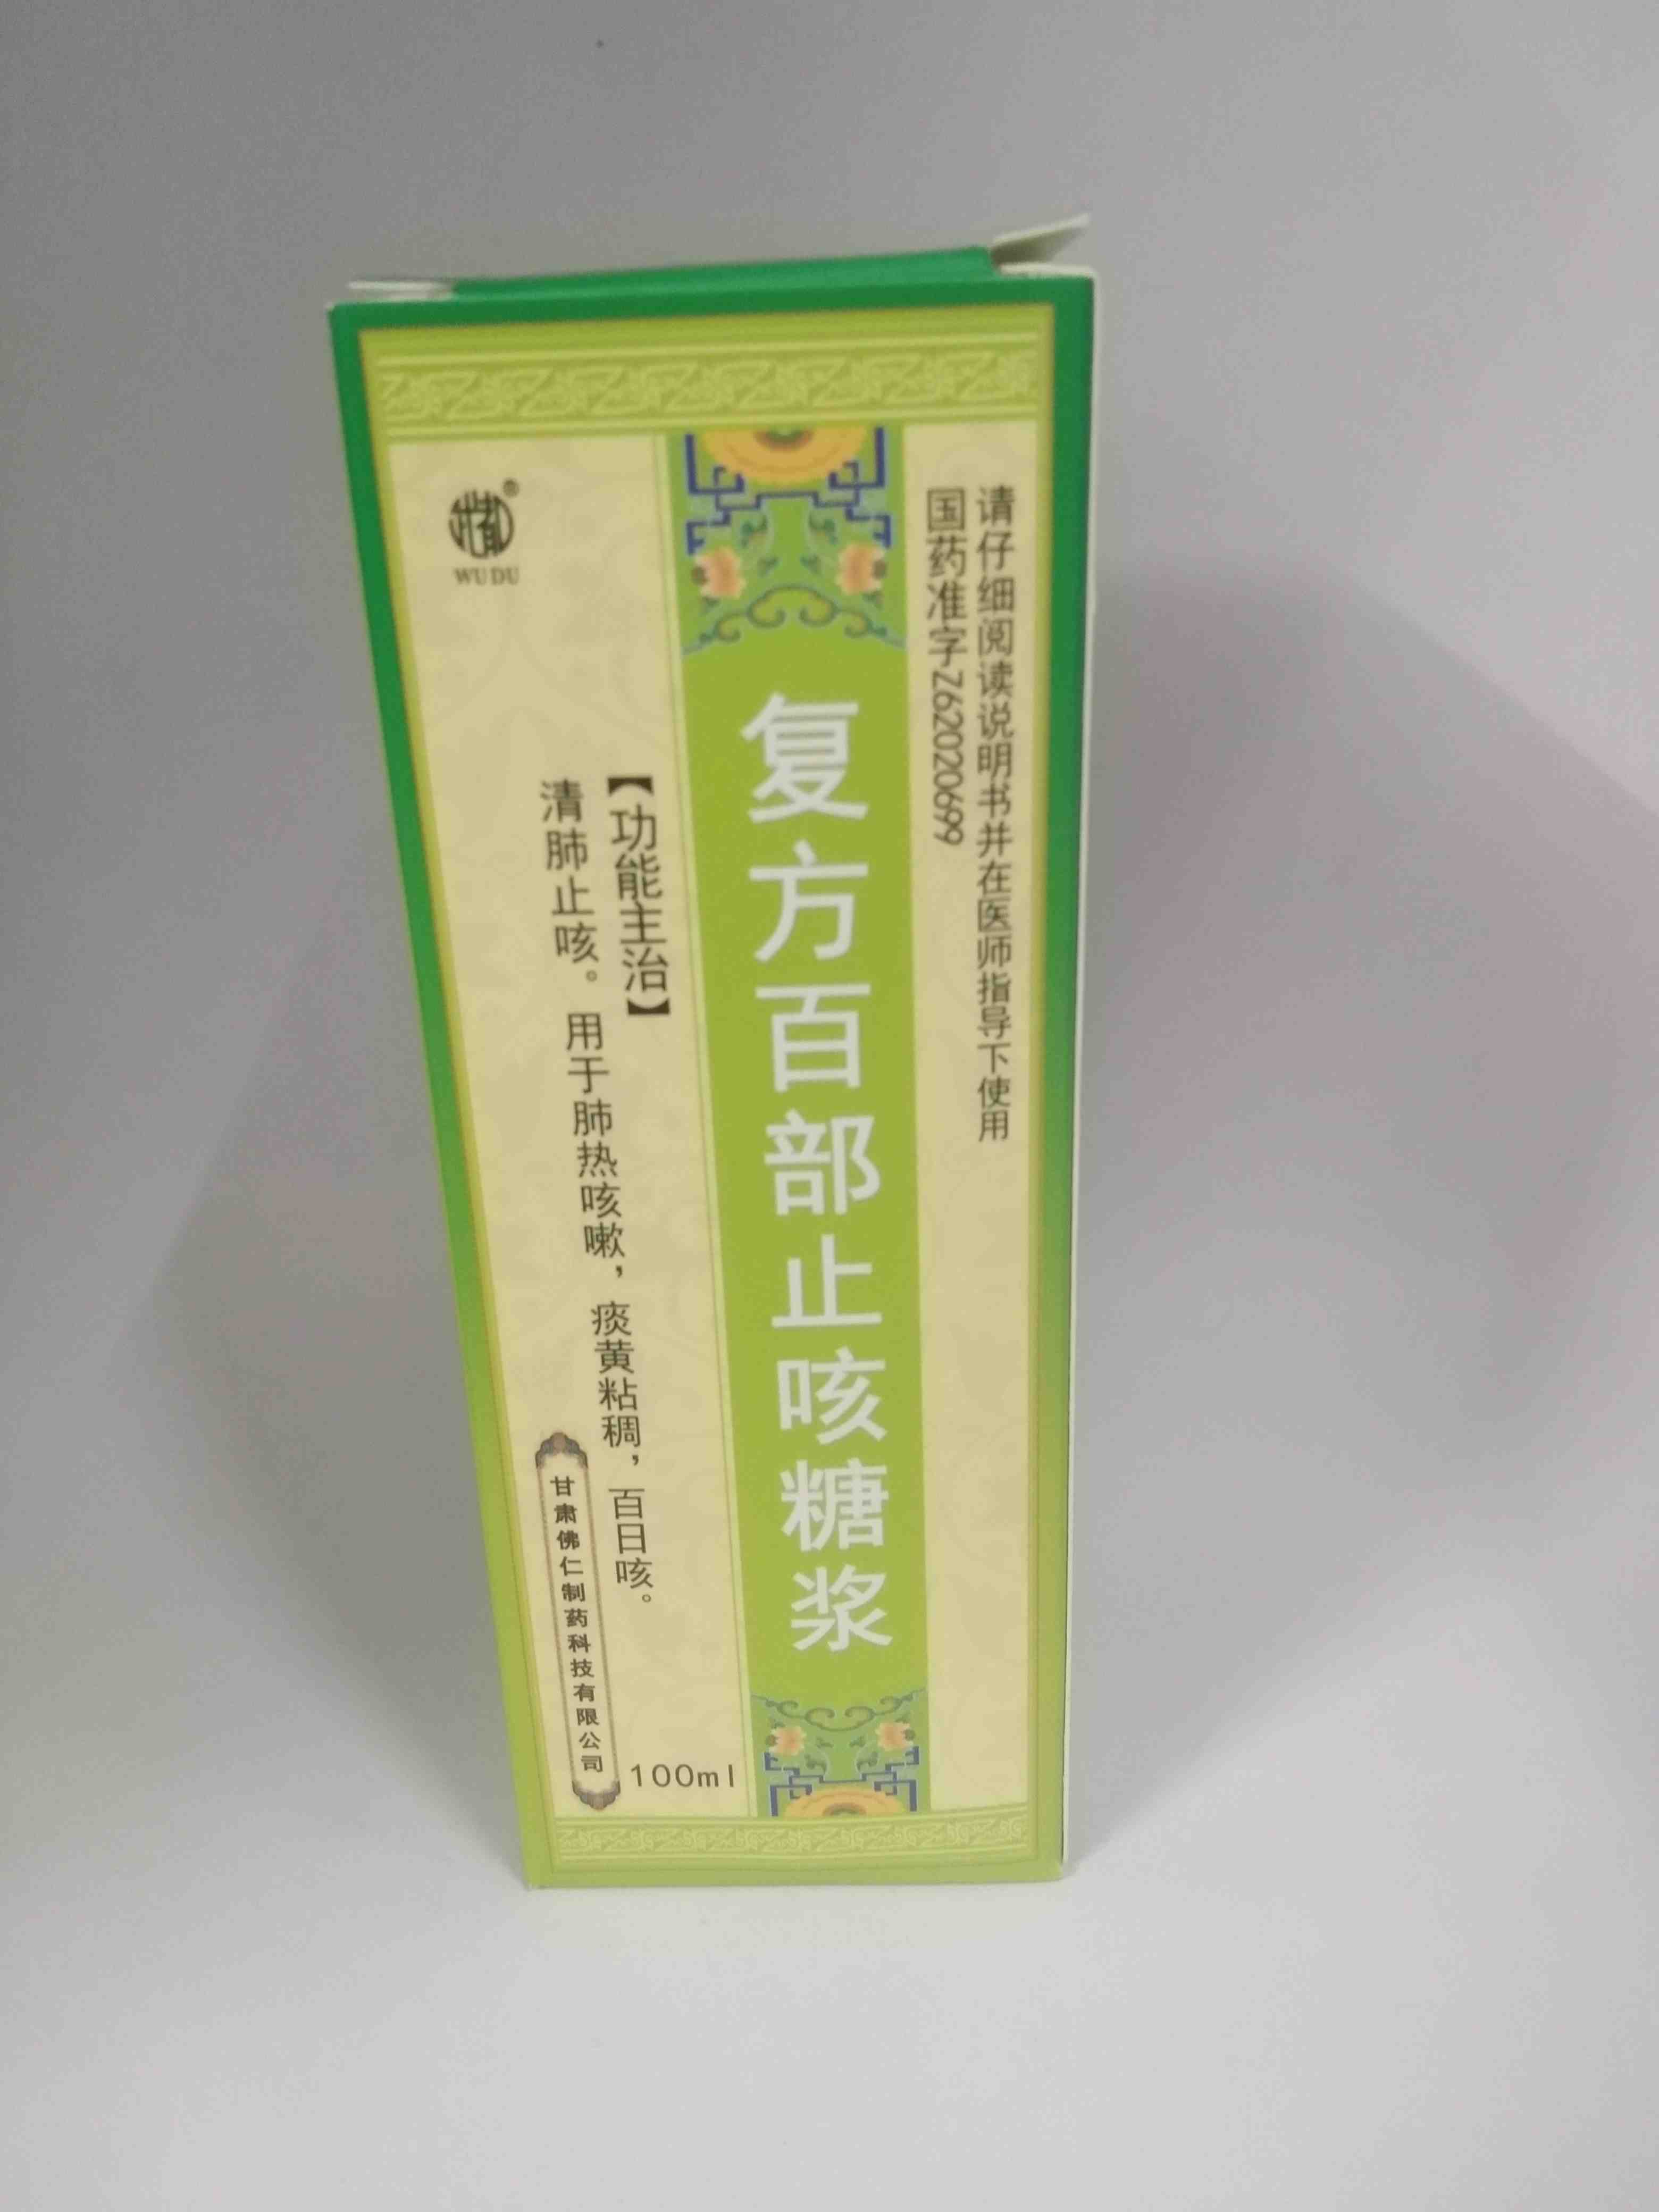 请仔细阅读说明书并在医师指导下使用
国药准字Z62020699
复方百部止咳糖浆
【功能主治】
清肺止咳。用于肺热咳嗽，痰黄粘稠，百日咳。
武都®
WUDU
甘肃佛仁制药科技有限公司
100ml